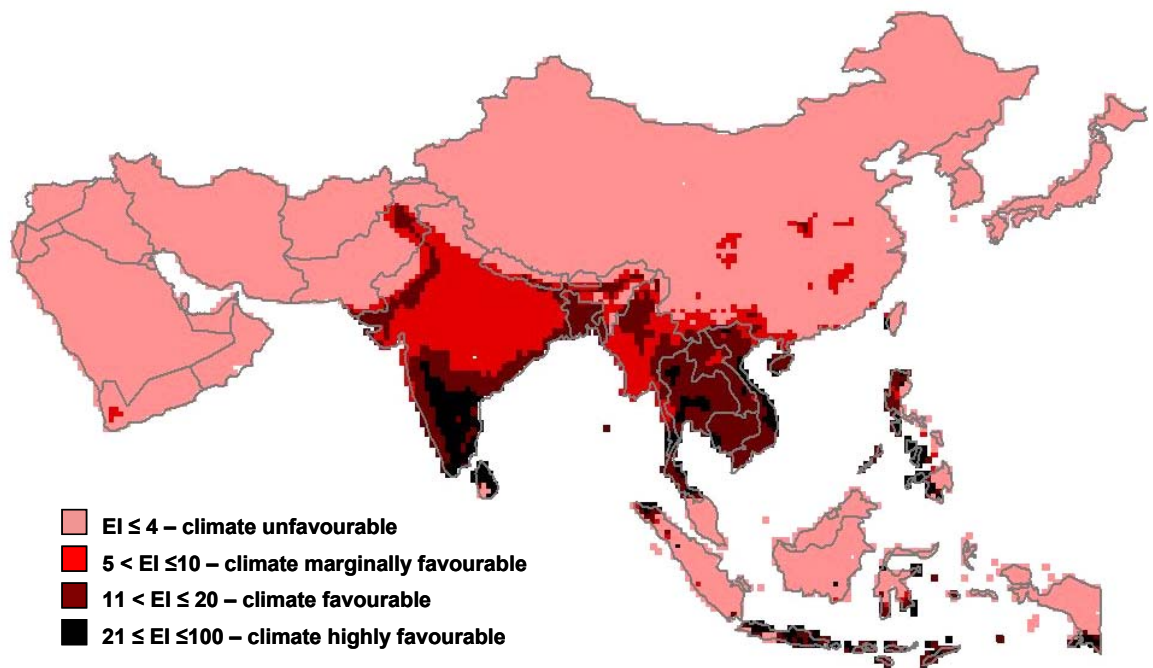 EI ≤ 4 – climate unfavourable
5 < EI ≤10 – climate marginally favourable
11 < EI ≤ 20 – climate favourable
21 ≤ EI ≤100 – climate highly favourable